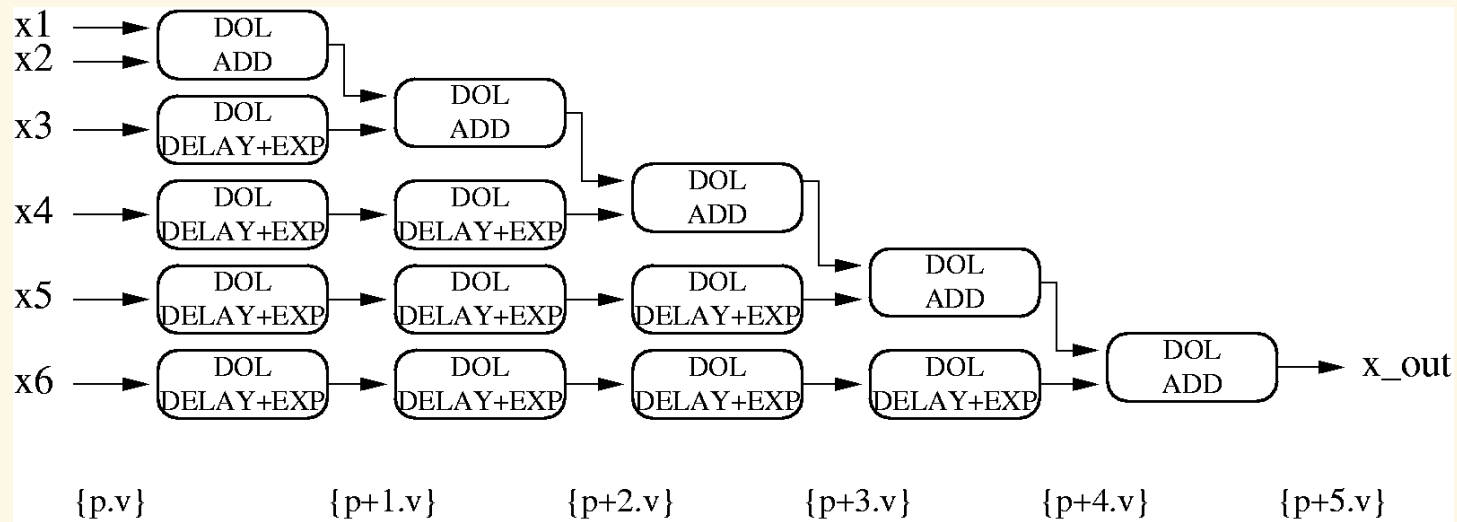 x1
x2
DOL
ADD
x3
DOL
DELAY+EXP
DOL
ADD
x4
DOL
DELAY+EXP
DOL
DELAY+EXP
DOL
ADD
x5
DOL
DELAY+EXP
DOL
DELAY+EXP
DOL
DELAY+EXP
DOL
ADD
x6
DOL
DELAY+EXP
DOL
DELAY+EXP
DOL
DELAY+EXP
DOL
DELAY+EXP
DOL
ADD
x_out
{p.v}
{p+1.v}
{p+2.v}
{p+3.v}
{p+4.v}
{p+5.v}